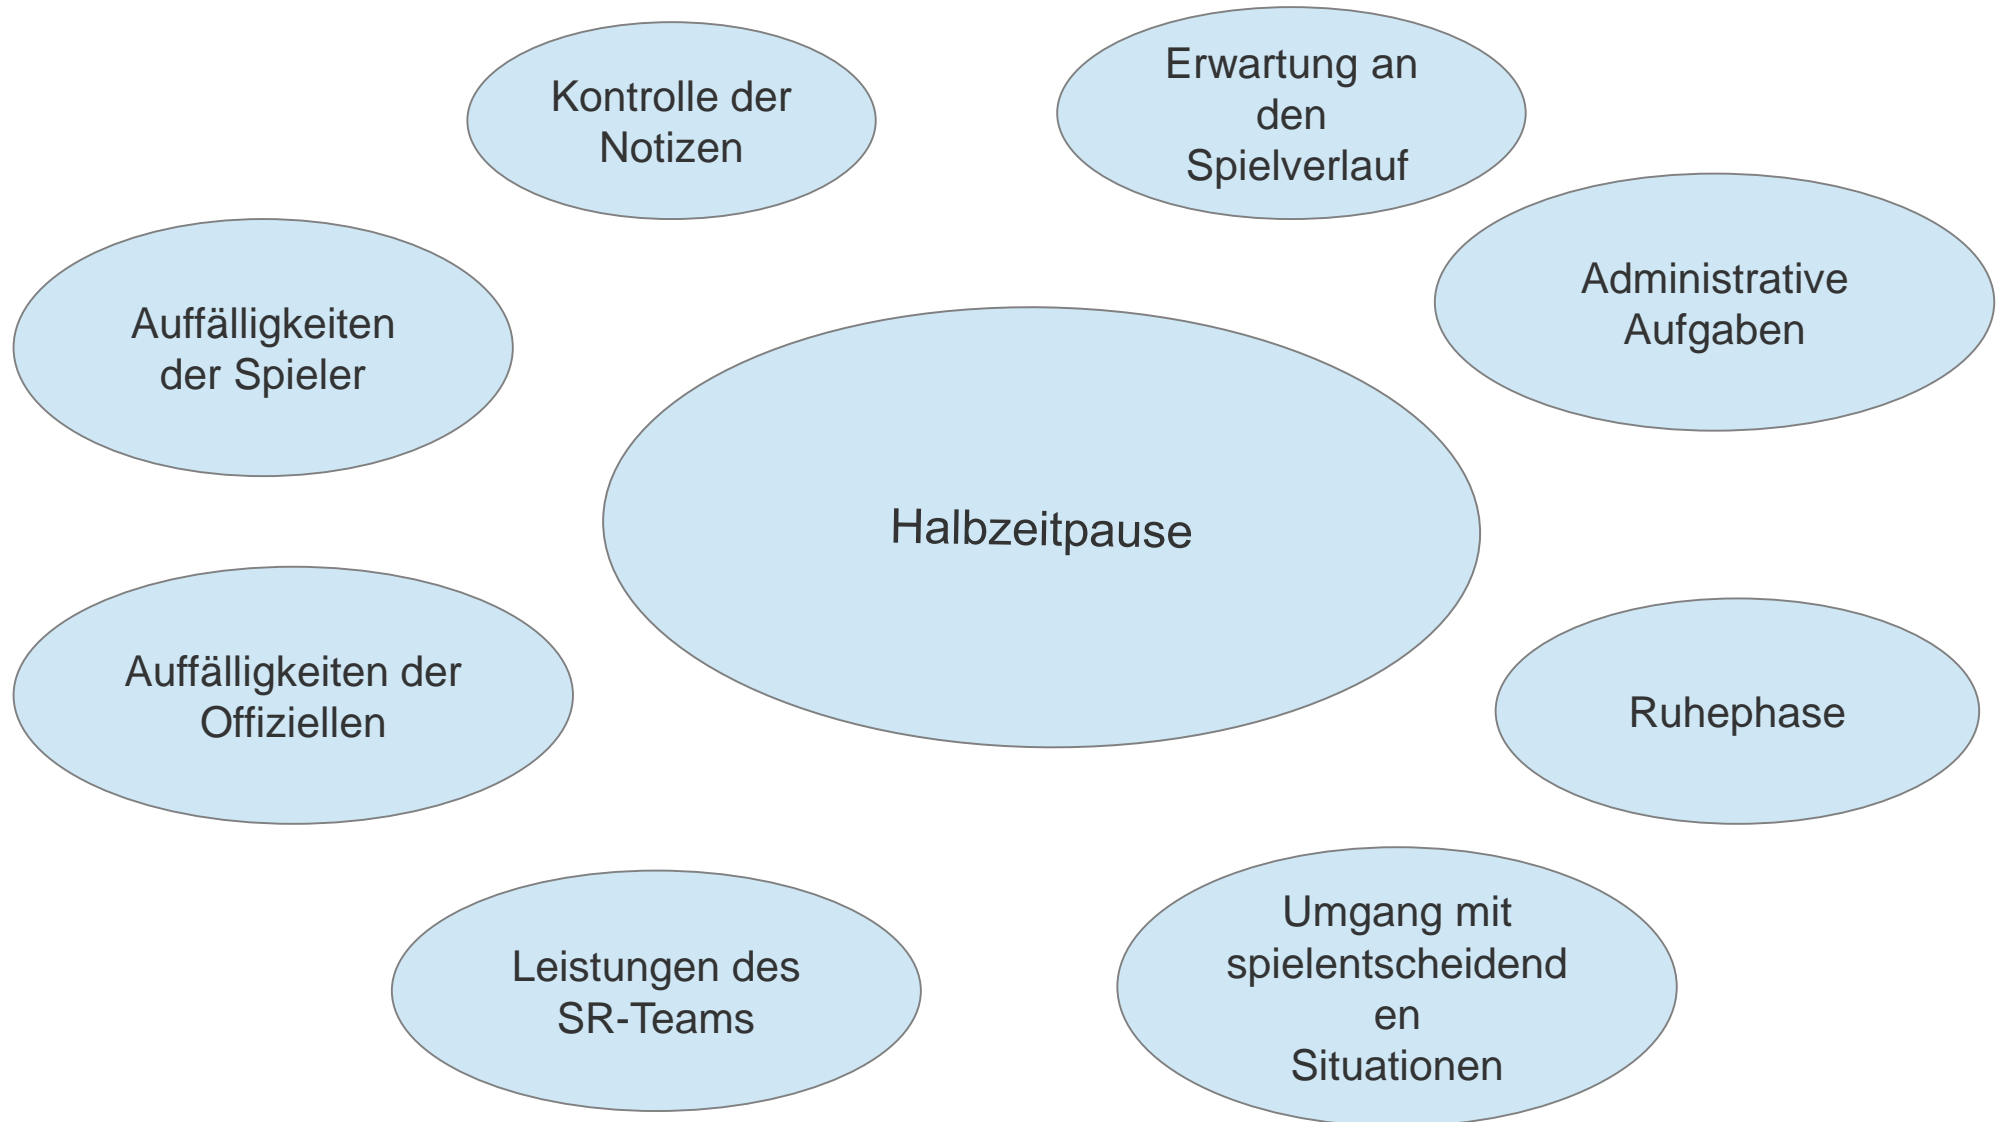 Kontrolle der
Notizen
Erwartung an
den
Spielverlauf
Administrative
Aufgaben
Auffälligkeiten
der Spieler
Halbzeitpause
Auffälligkeiten der
Offiziellen
Ruhephase
Leistungen des
SR-Teams
Umgang mit
spielentscheidend
en
Situationen